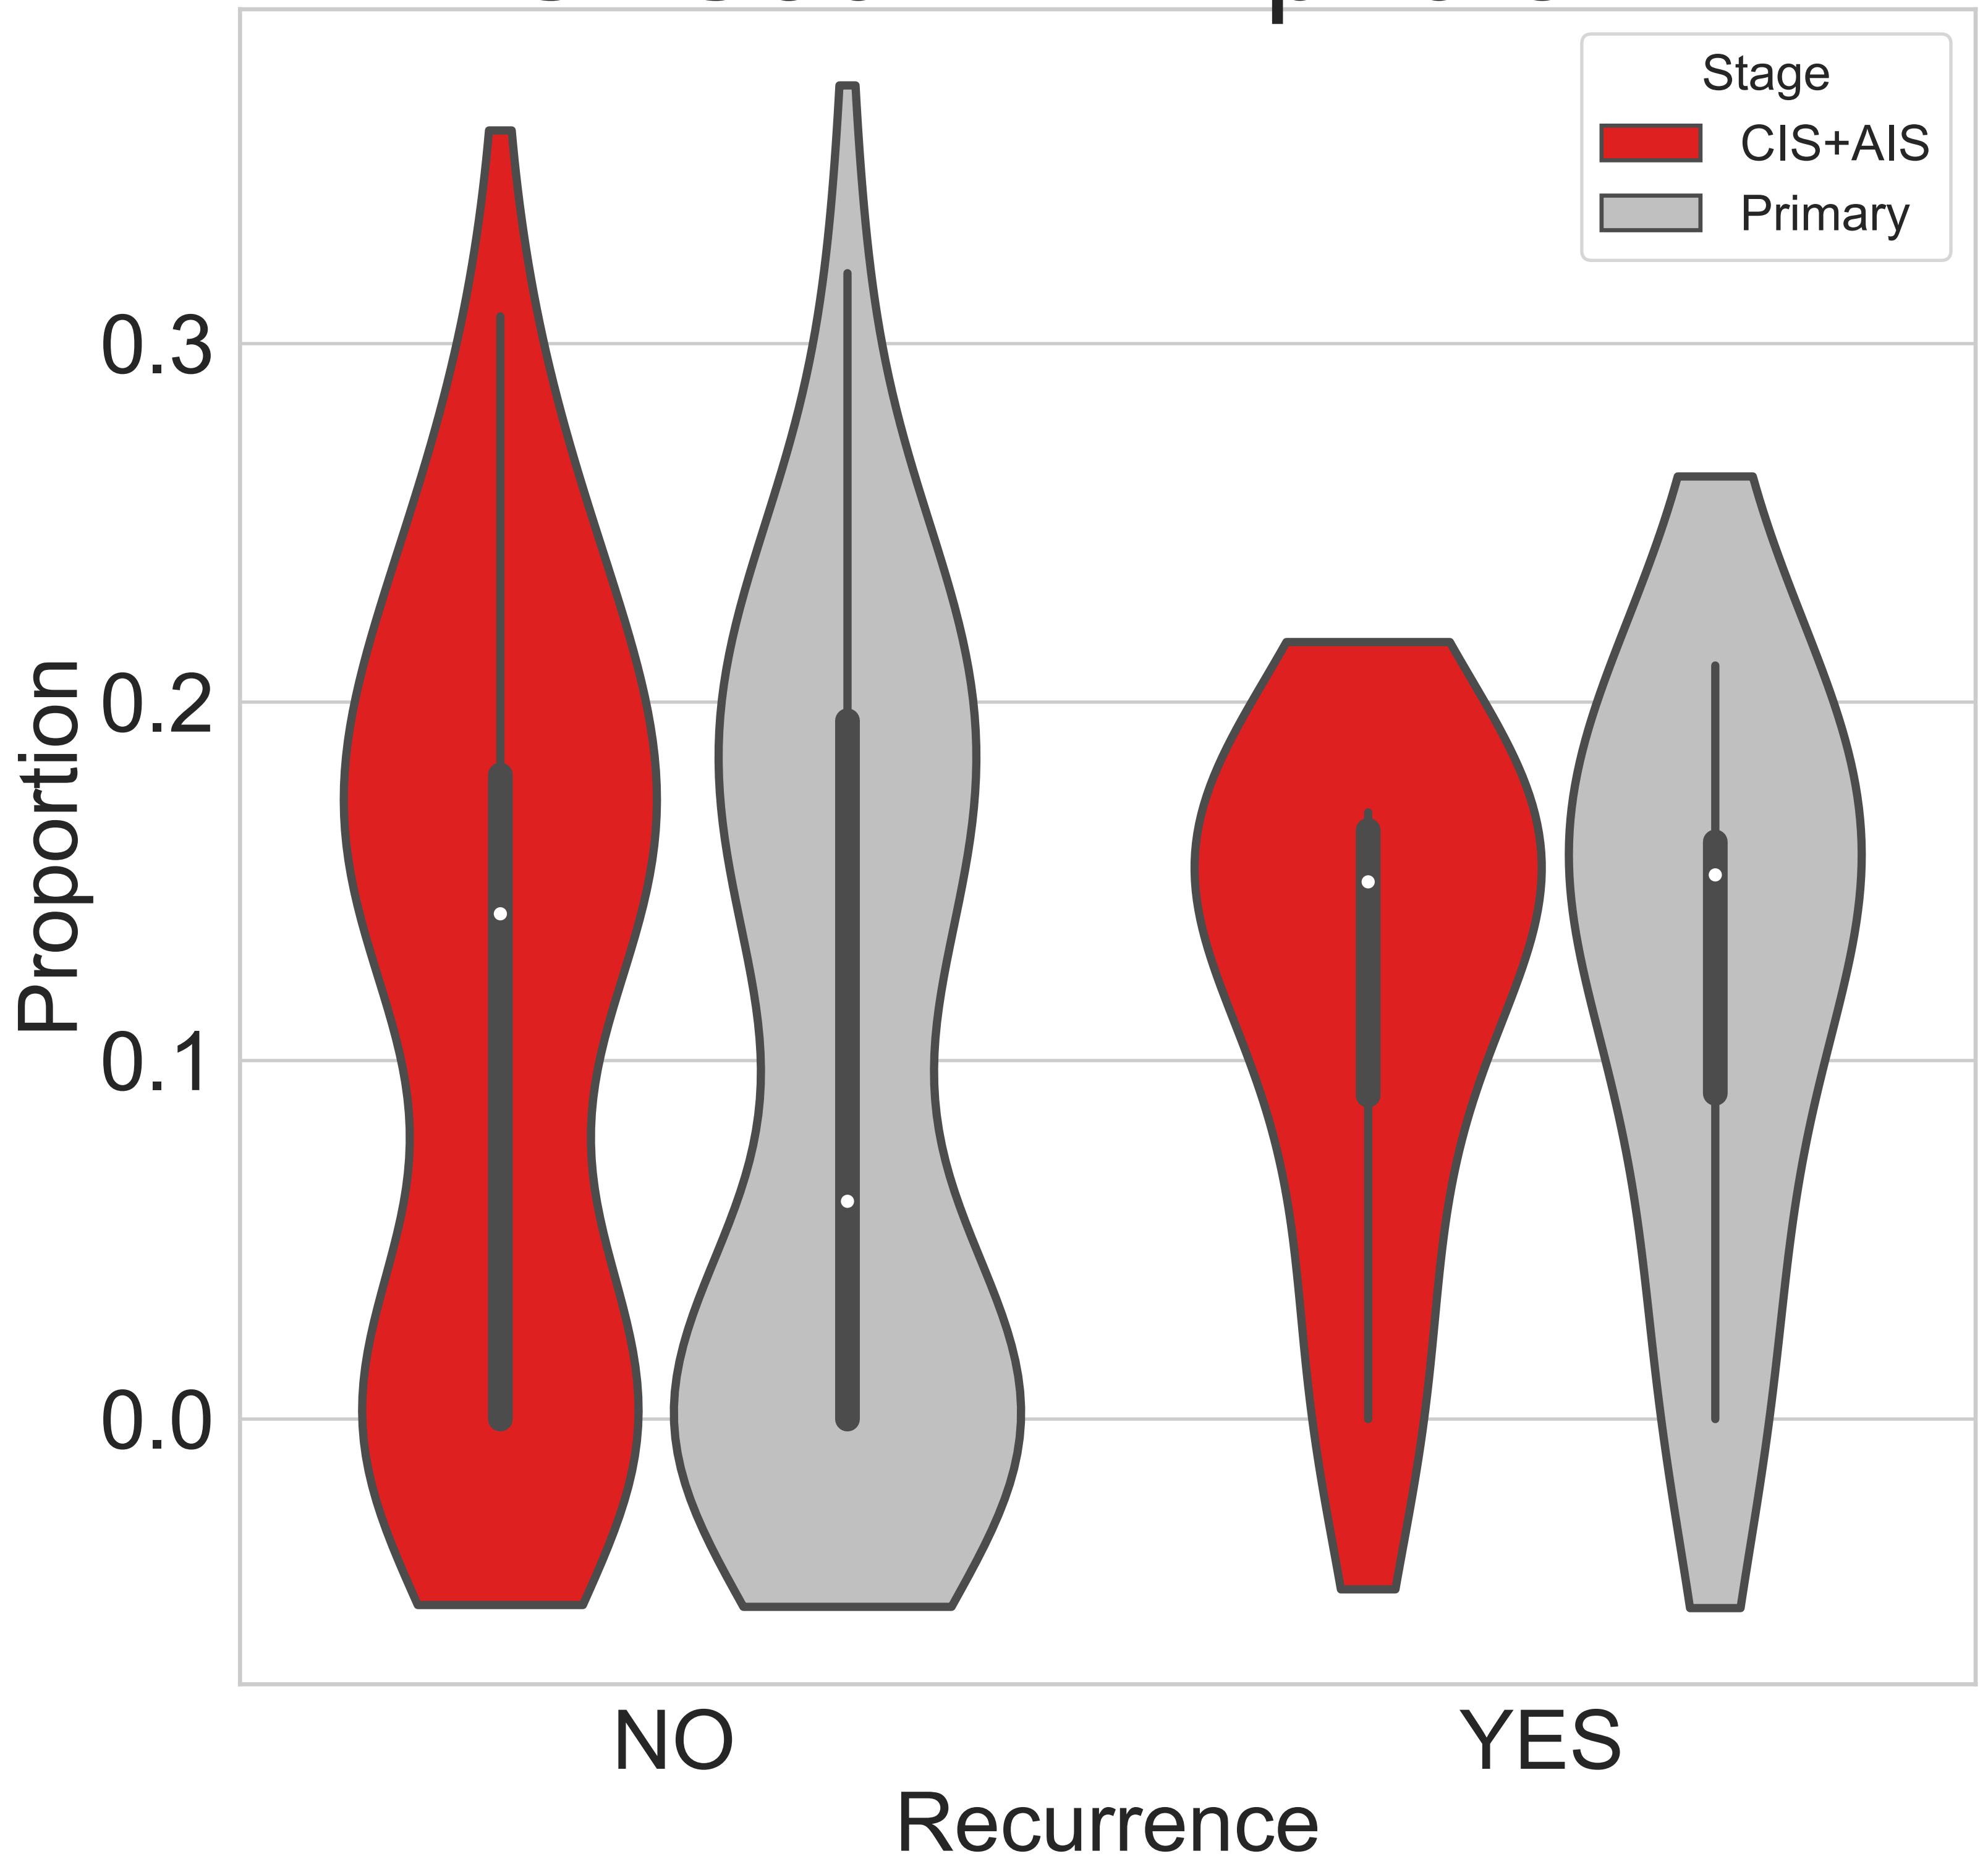 Stage
CIS+AIS
Primary
0.3
0.2
0.1
0.0
Proportion
NO
YES
Recurrence